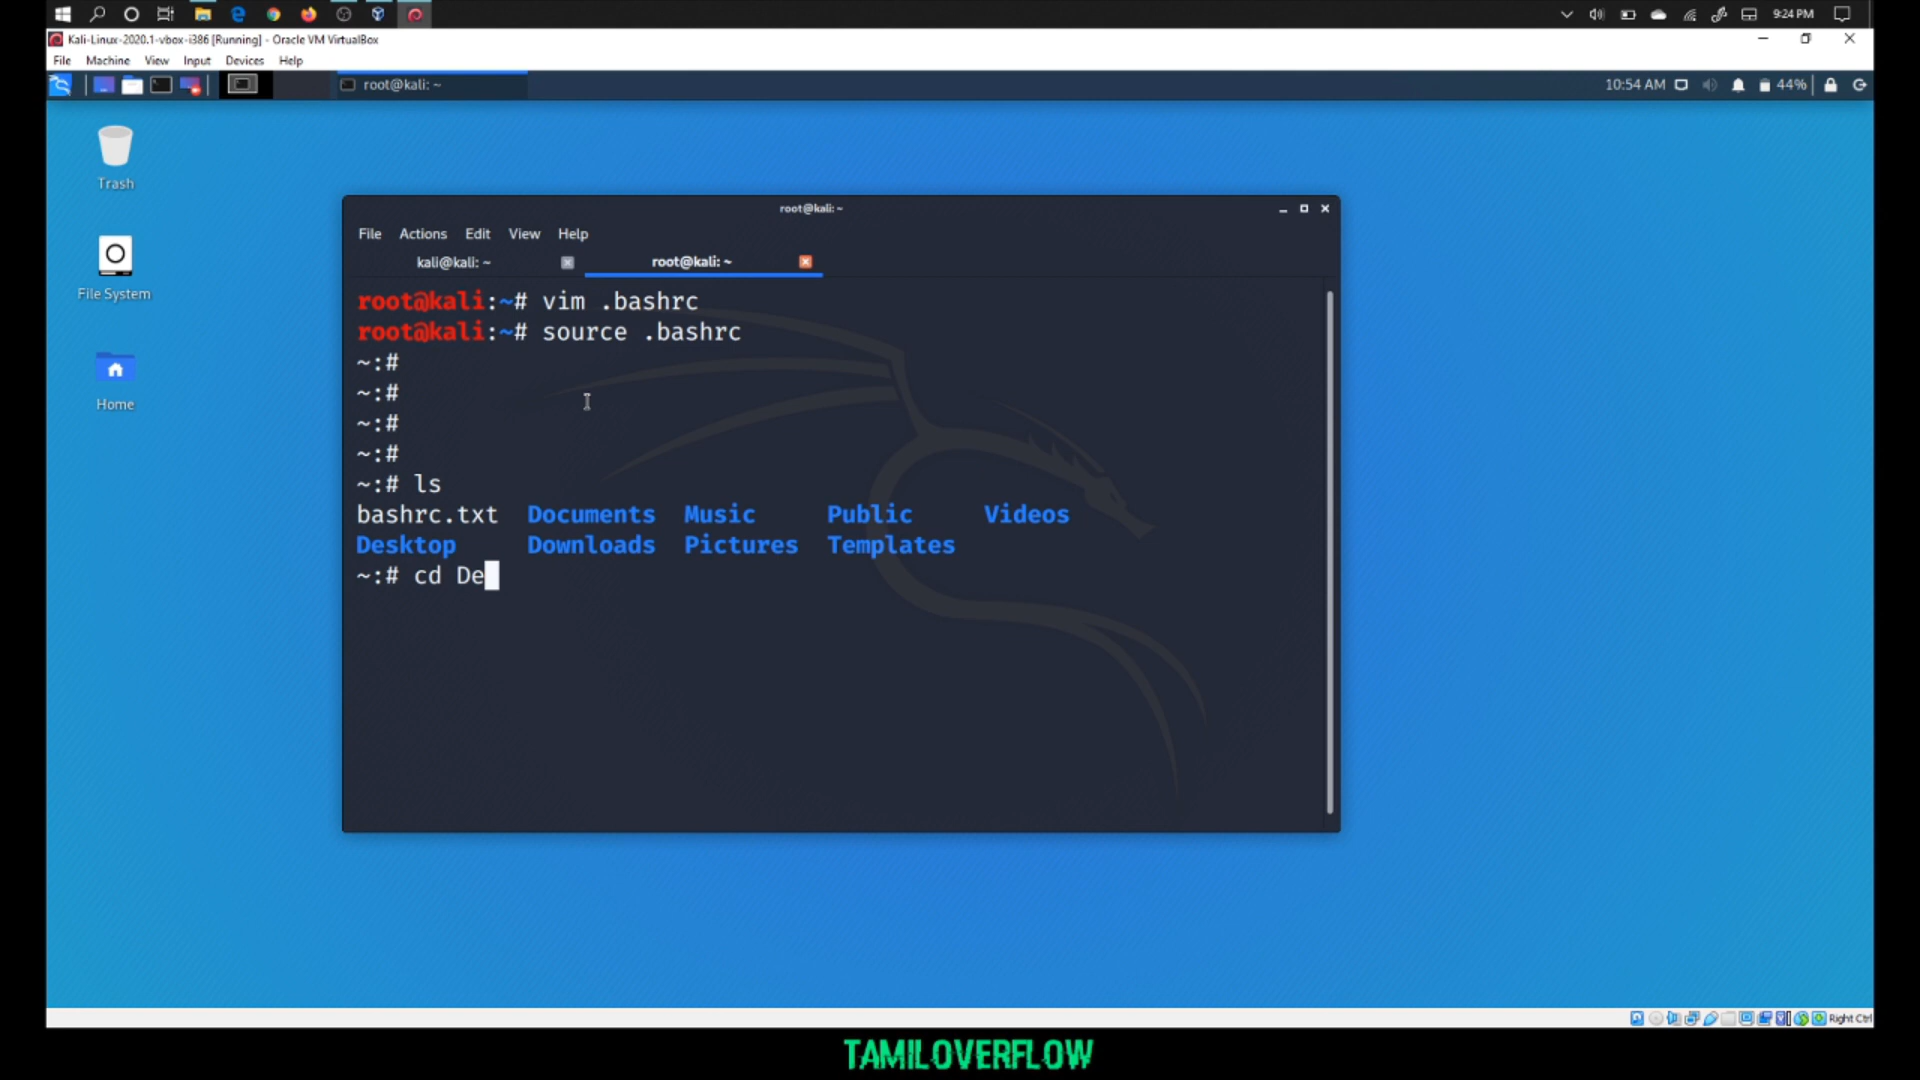 9:24 PM
Kali-Linux-2020.1-vbox-i386 [Running] - Oracle VM VirtualBox
File Machine View Input Devices Help
root@kali: ~
10:54 AM 44%
Trash
File System
Home
root@kali: ~
File Actions Edit View Help
kali@kali: ~ root@kali: ~
root@kali:~# vim .bashrc
root@kali:~# source .bashrc
~:#
~:#
~:#
~:#
~:# ls
bashrc.txt Documents Music Public Videos
Desktop Downloads Pictures Templates
~:# cd De
Right Ctrl
TAMILOVERFLOW